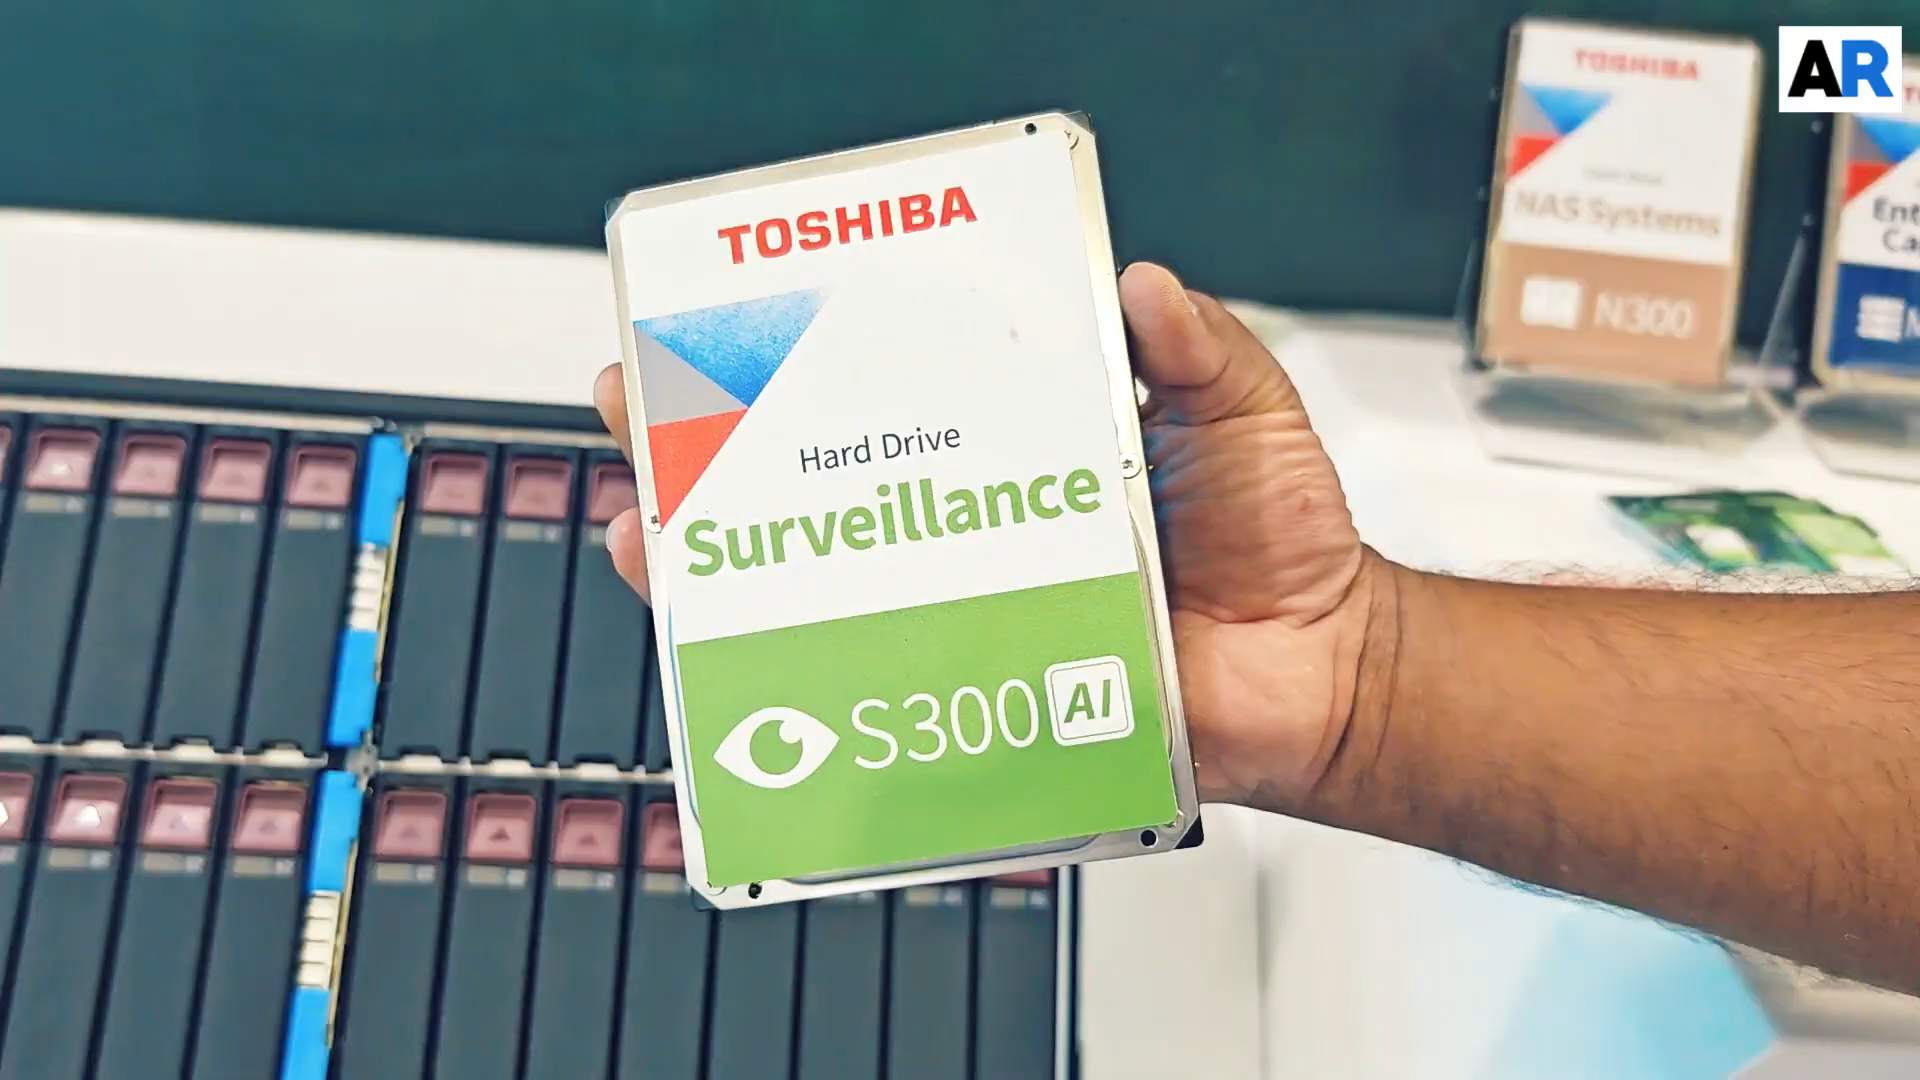 TOSHIBA
Hard Drive
Surveillance
S300 AI
TOSHIBA
NAS Systems
N300
AR